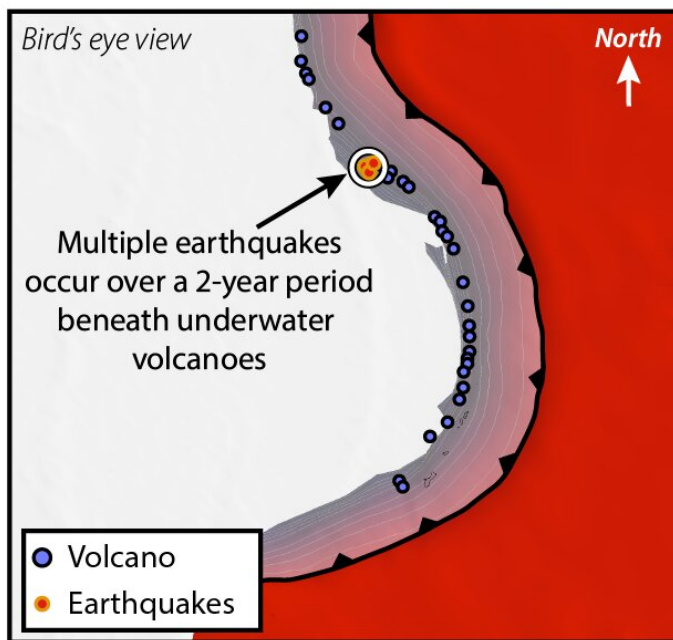 Bird's eye view
North
Multiple earthquakes
occur over a 2-year period
beneath underwater
volcanoes
Volcano
Earthquakes